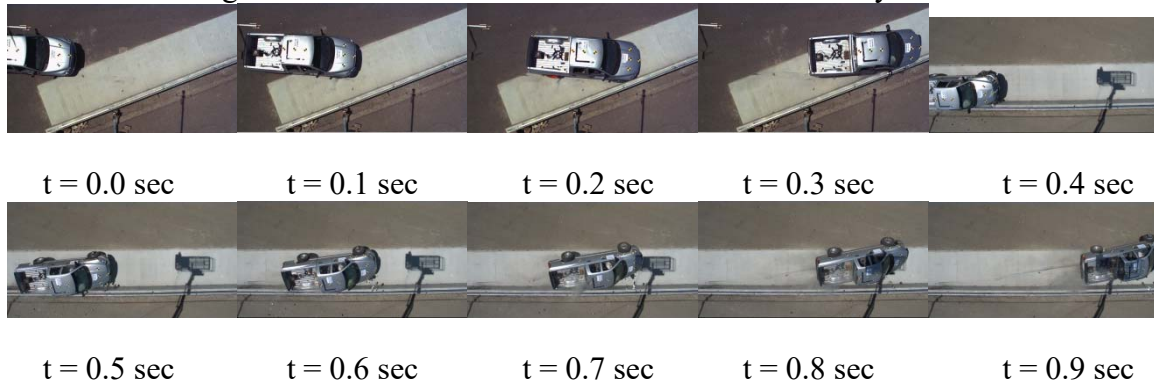 t = 0.0 sec t = 0.1 sec t = 0.2 sec t = 0.3 sec t = 0.4 sec
t = 0.5 sec t = 0.6 sec t = 0.7 sec t = 0.8 sec t = 0.9 sec